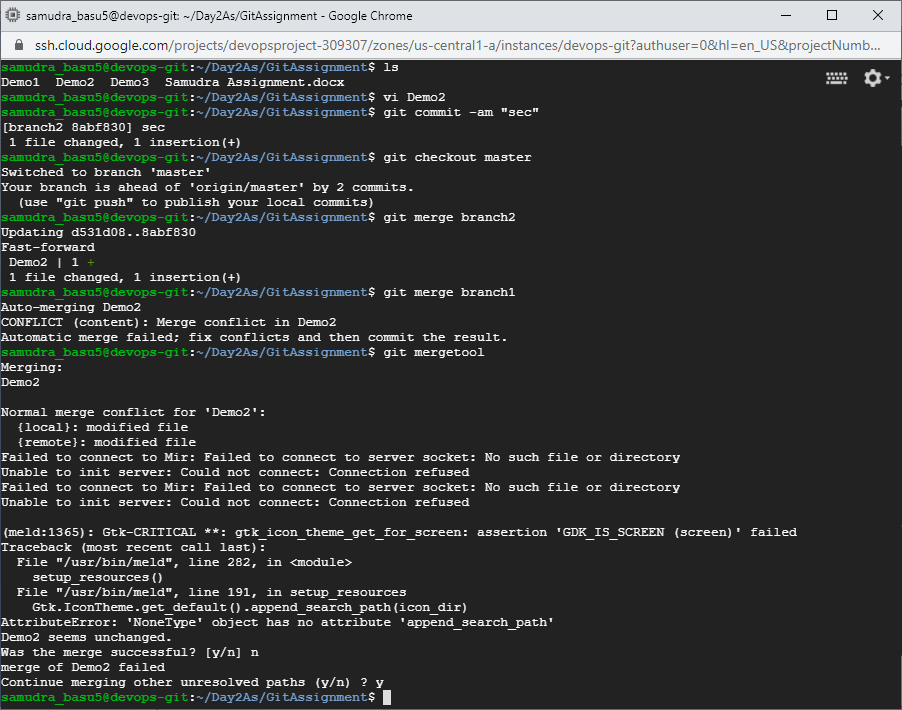 samudra_basu5@devops-git: ~/Day2As/GitAssignment - Google Chrome
ssh.cloud.google.com/projects/devopsproject-309307/zones/us-central1-a/instances/devops-git?authuser=0&hl=en_US&projectNumb...
samudra_basu5@devops-git:~/Day2As/GitAssignment$ ls
Demo1  Demo2  Demo3  Samudra Assignment.docx
samudra_basu5@devops-git:~/Day2As/GitAssignment$ vi Demo2
samudra_basu5@devops-git:~/Day2As/GitAssignment$ git commit -am "sec"
[branch2 8abf830] sec
 1 file changed, 1 insertion(+)
samudra_basu5@devops-git:~/Day2As/GitAssignment$ git checkout master
Switched to branch 'master'
Your branch is ahead of 'origin/master' by 2 commits.
  (use "git push" to publish your local commits)
samudra_basu5@devops-git:~/Day2As/GitAssignment$ git merge branch2
Updating d531d08..8abf830
Fast-forward
 Demo2 | 1 +
 1 file changed, 1 insertion(+)
samudra_basu5@devops-git:~/Day2As/GitAssignment$ git merge branch1
Auto-merging Demo2
CONFLICT (content): Merge conflict in Demo2
Automatic merge failed; fix conflicts and then commit the result.
samudra_basu5@devops-git:~/Day2As/GitAssignment$ git mergetool
Merging:
Demo2

Normal merge conflict for 'Demo2':
  {local}: modified file
  {remote}: modified file
Failed to connect to Mir: Failed to connect to server socket: No such file or directory
Unable to init server: Could not connect: Connection refused
Failed to connect to Mir: Failed to connect to server socket: No such file or directory
Unable to init server: Could not connect: Connection refused

(meld:1365): Gtk-CRITICAL **: gtk_icon_theme_get_for_screen: assertion 'GDK_IS_SCREEN (screen)' failed
Traceback (most recent call last):
  File "/usr/bin/meld", line 282, in <module>
    setup_resources()
  File "/usr/bin/meld", line 191, in setup_resources
    Gtk.IconTheme.get_default().append_search_path(icon_dir)
AttributeError: 'NoneType' object has no attribute 'append_search_path'
Demo2 seems unchanged.
Was the merge successful? [y/n] n
merge of Demo2 failed
Continue merging other unresolved paths (y/n) ? y
samudra_basu5@devops-git:~/Day2As/GitAssignment$